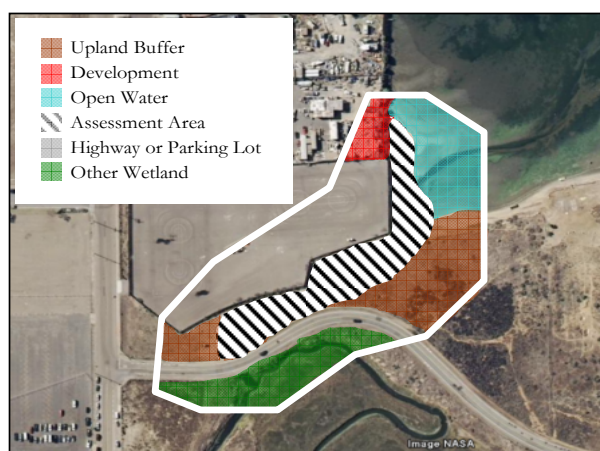 Upland Buffer
Development
Open Water
Assessment Area
Highway or Parking Lot
Other Wetland
Image NASA